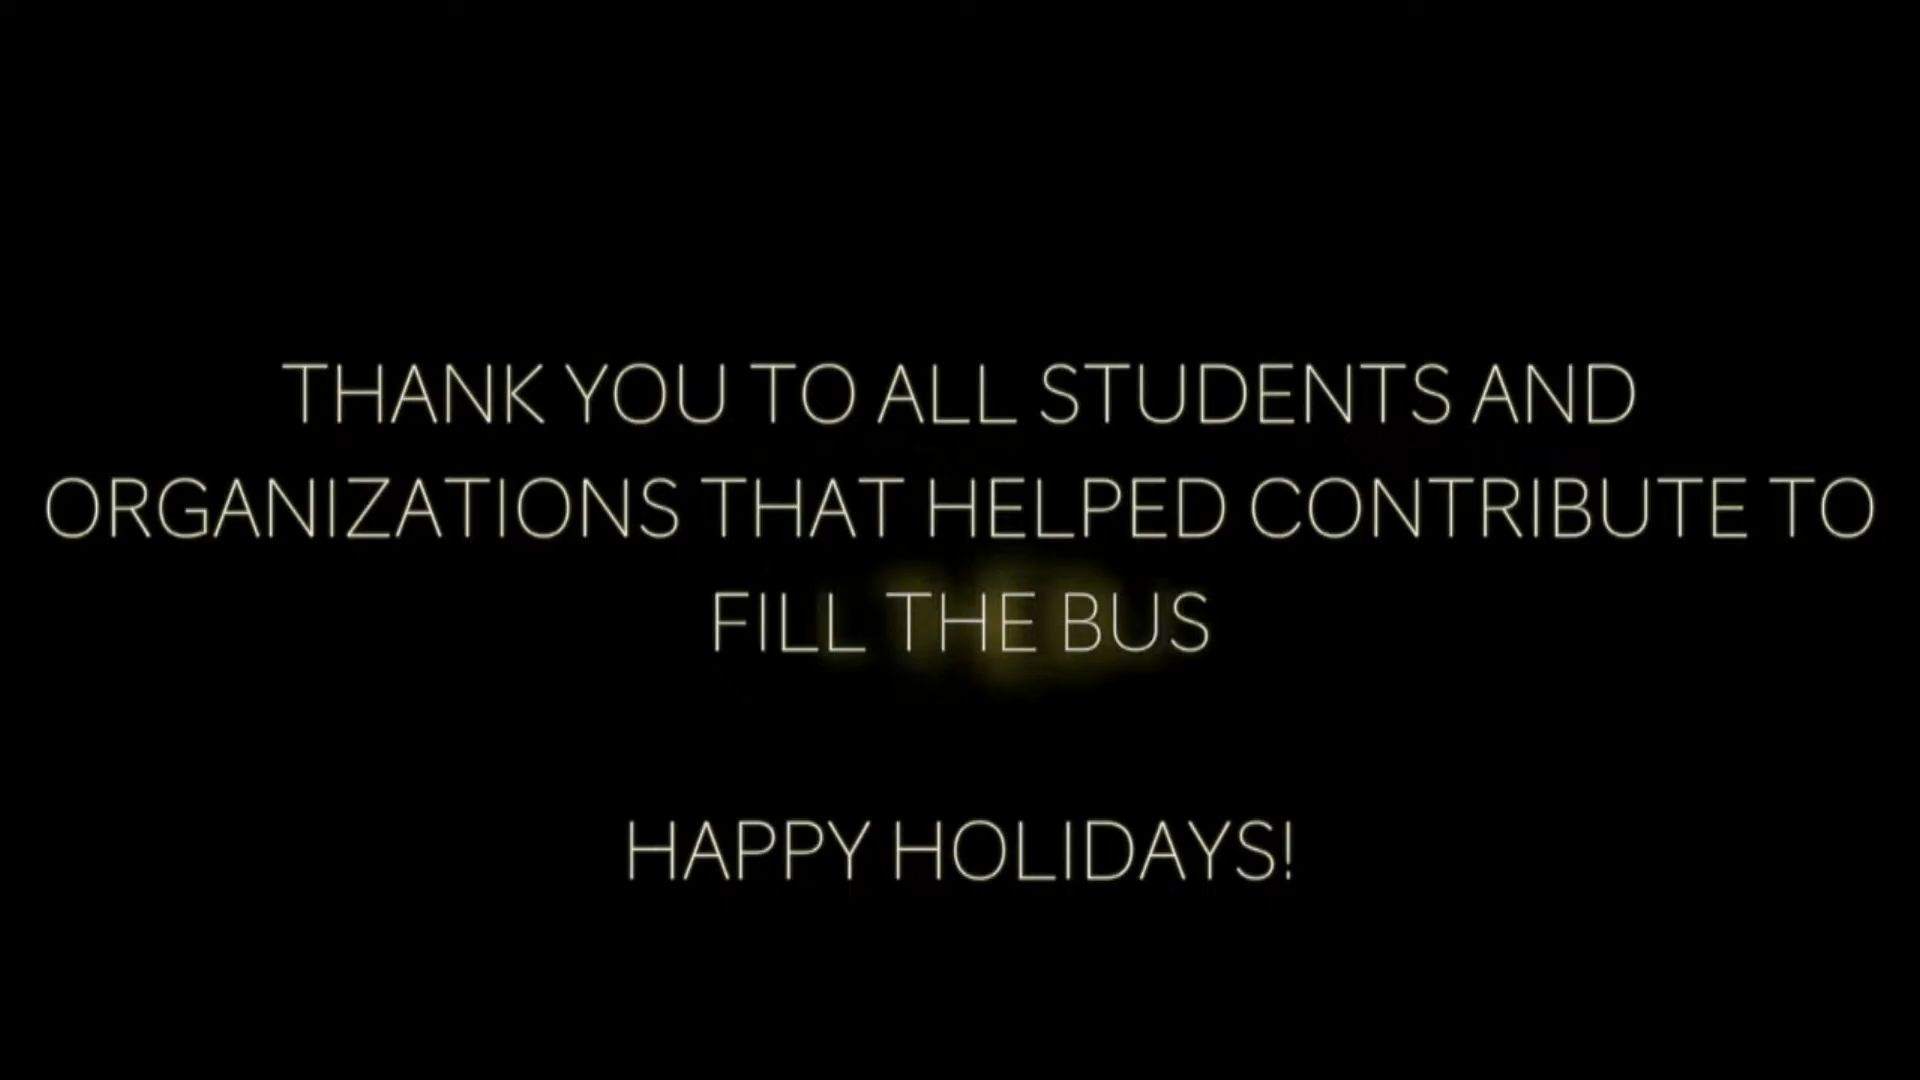 THANK YOU TO ALL STUDENTS AND
ORGANIZATIONS THAT HELPED CONTRIBUTE TO
FILL THE BUS
HAPPY HOLIDAYS!